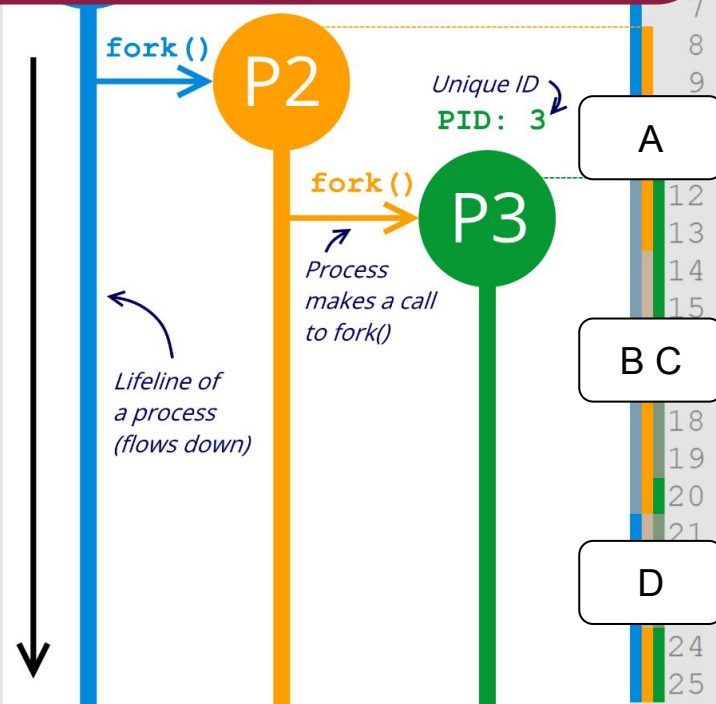 7
fork()
P2
8
Unique ID
9
PID: 3
A
fork()
P3
12
13
Process
makes a call
to fork()
14
15
B C
Lifeline of
a process
(flows down)
18
19
20
21
D
24
25